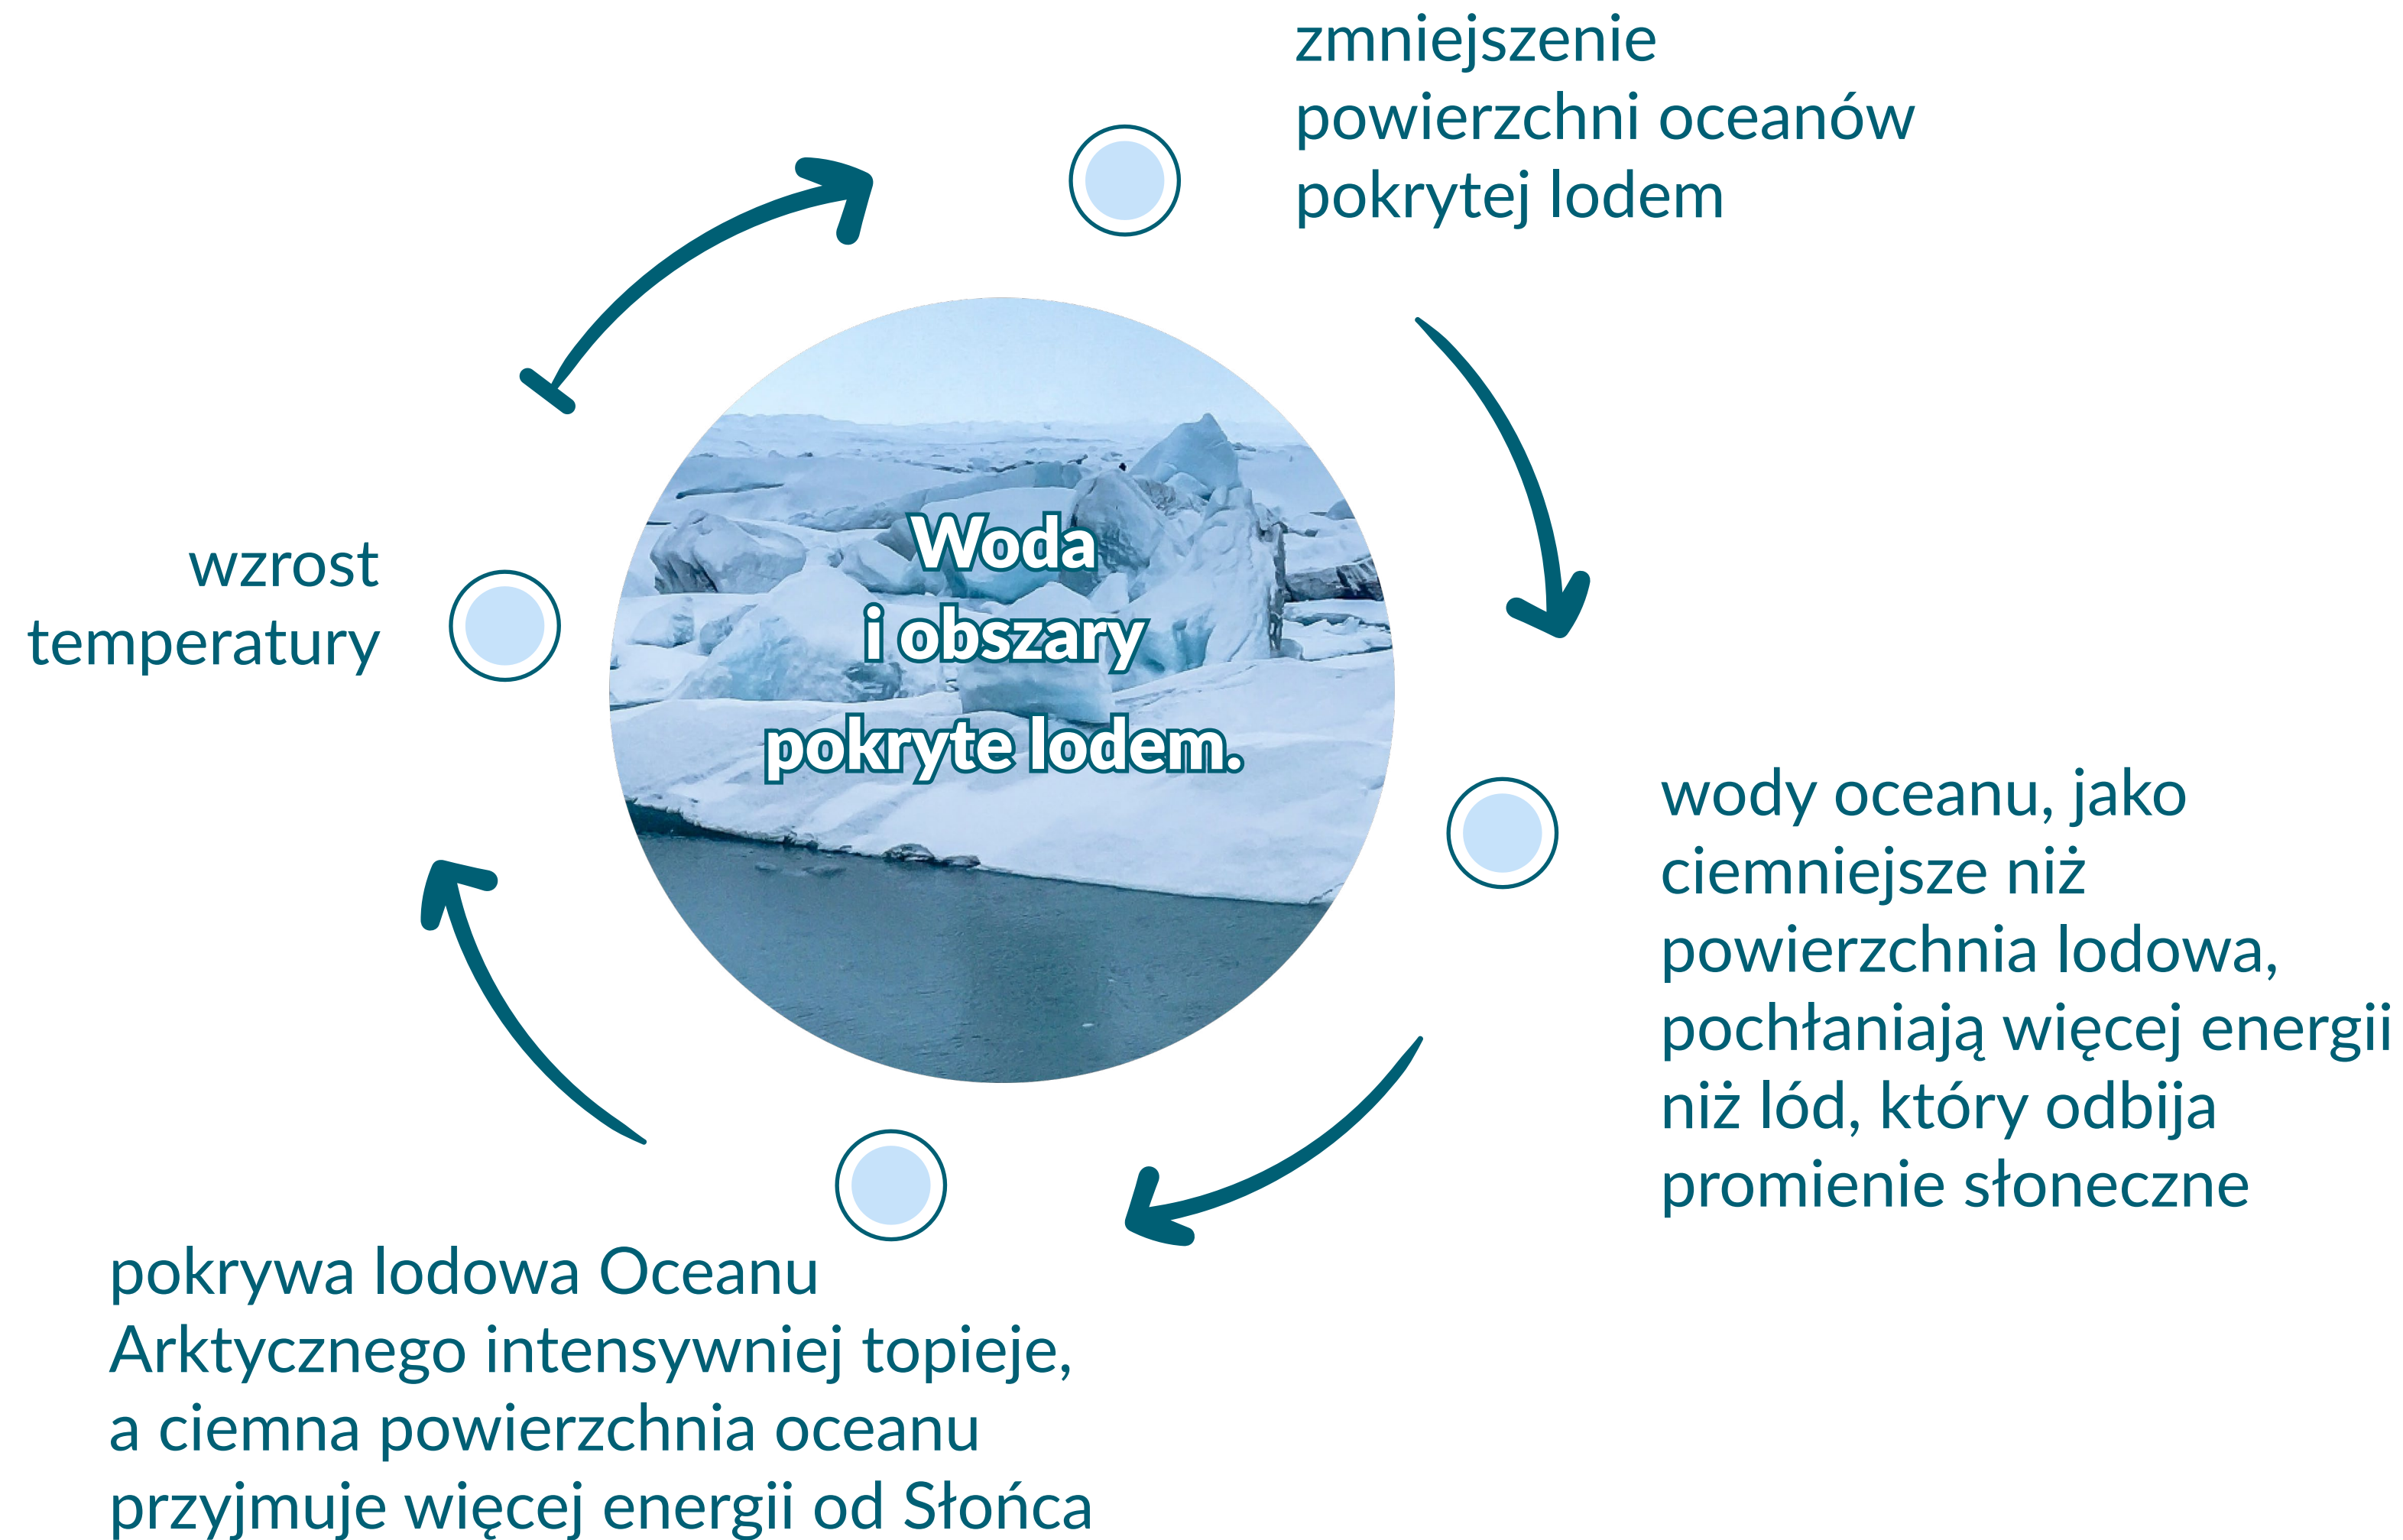 zmniejszenie
powierzchni oceanów
pokrytej lodem
wzrost
temperatury
Woda
i obszary
pokryte lodem.
wody oceanu, jako
ciemniejsze niż
powierzchnia lodowa,
pochłaniają więcej energii
niż lód, który odbija
promienie słoneczne
pokrywa lodowa Oceanu
Arktycznego intensywniej topieje,
a ciemna powierzchnia oceanu
przyjmuje więcej energii od Słońca